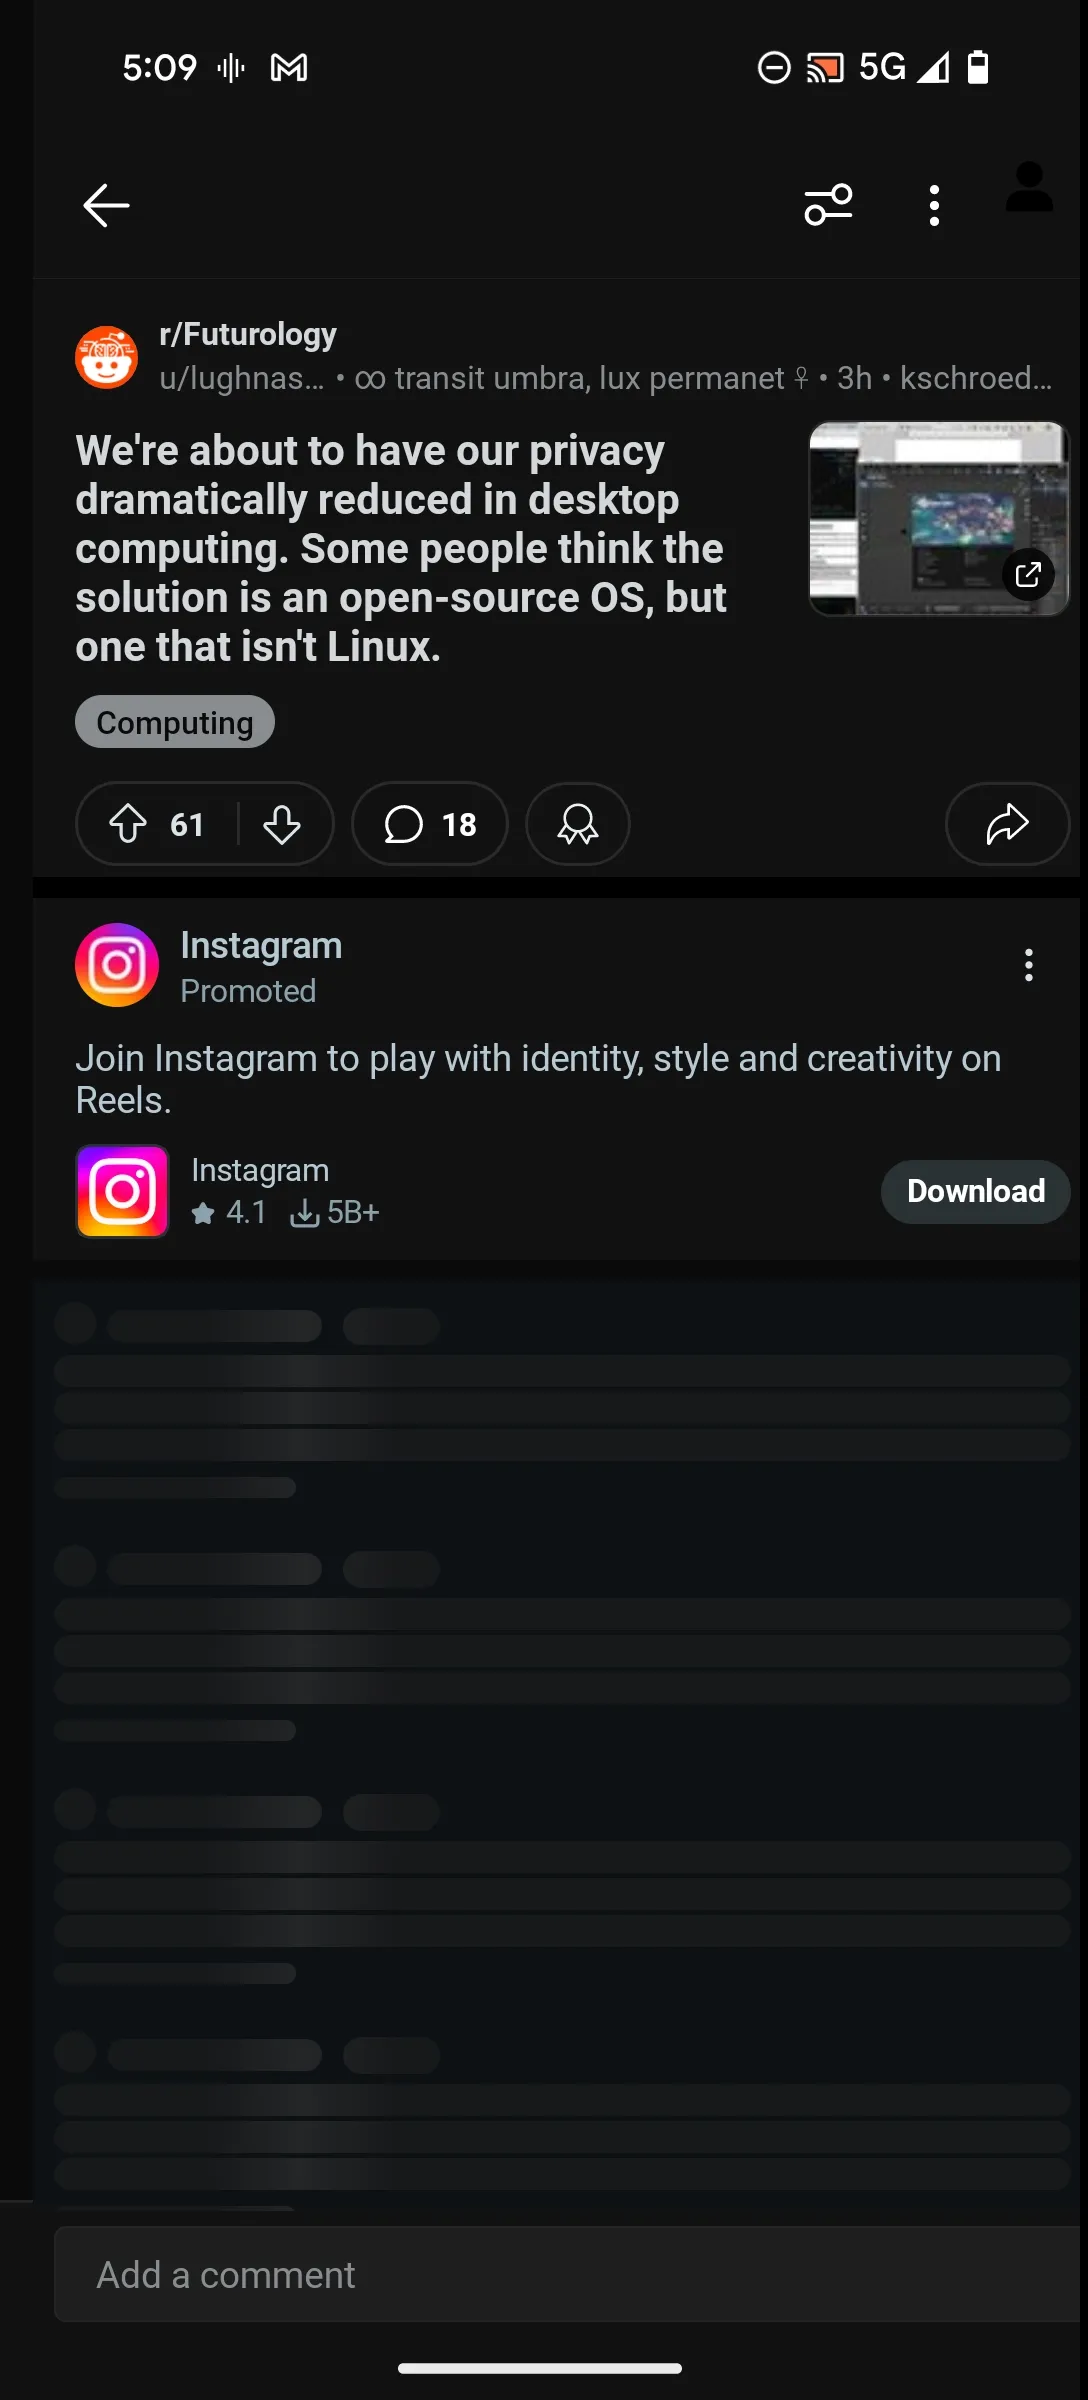 5:09
5G
r/Futurology
u/lughnas... • ∞ transit umbra, lux permanet ♀ • 3h • kschroed...
We're about to have our privacy
dramatically reduced in desktop
computing. Some people think the
solution is an open-source OS, but
one that isn't Linux.
Computing
61
18
Instagram
Promoted
Join Instagram to play with identity, style and creativity on
Reels.
Instagram
4.1 5B+
Download
Add a comment